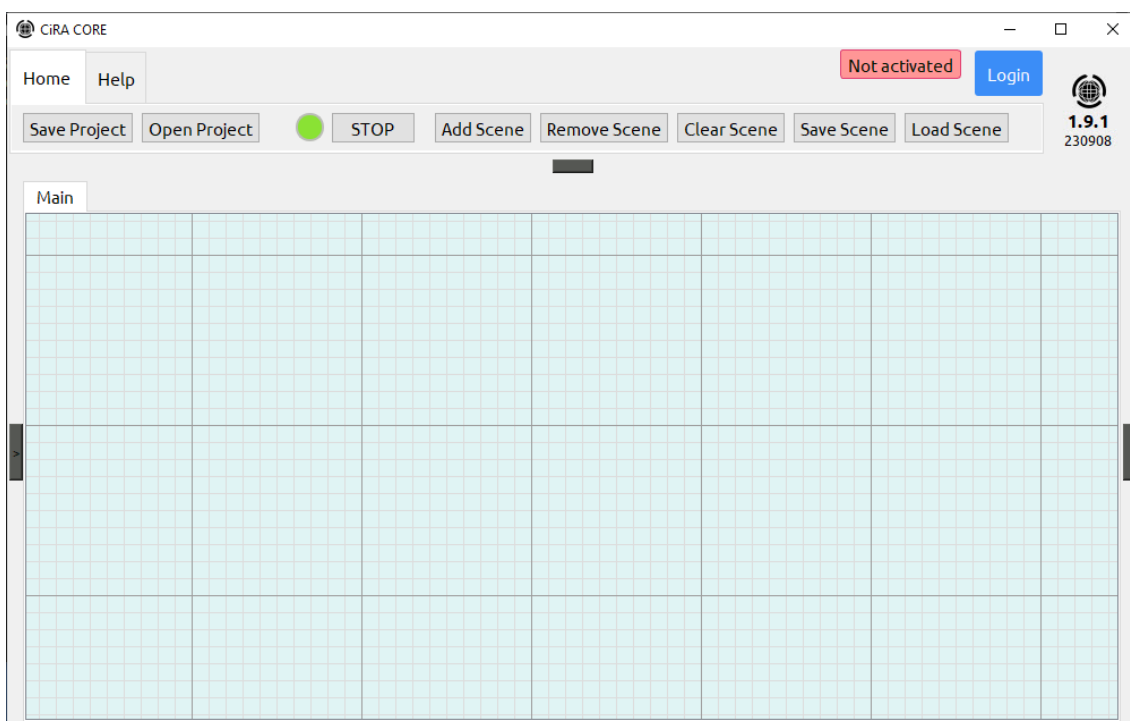 CiRA CORE
Not activated
Login
Home Help
Save Project Open Project STOP Add Scene Remove Scene Clear Scene Save Scene Load Scene
1.9.1
230908
Main
>